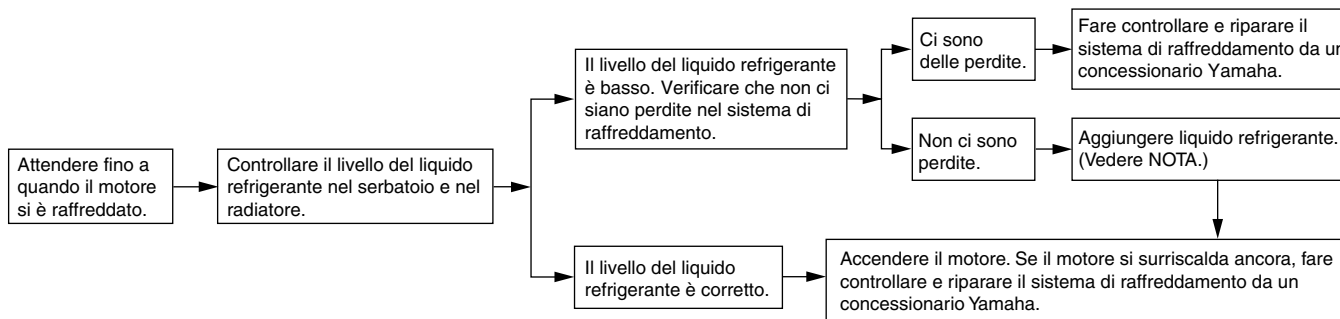 Attendere fino a
quando il motore
si è raffreddato.
Controllare il livello del liquido
refrigerante nel serbatoio e nel
radiatore.
Il livello del liquido refrigerante
è basso. Verificare che non ci
siano perdite nel sistema di
raffreddamento.
Ci sono
delle perdite.
Fare controllare e riparare il
sistema di raffreddamento da un
concessionario Yamaha.
Non ci sono
perdite.
Aggiungere liquido refrigerante.
(Vedere NOTA.)
Il livello del liquido
refrigerante è corretto.
Accendere il motore. Se il motore si surriscalda ancora, fare
controllare e riparare il sistema di raffreddamento da un
concessionario Yamaha.